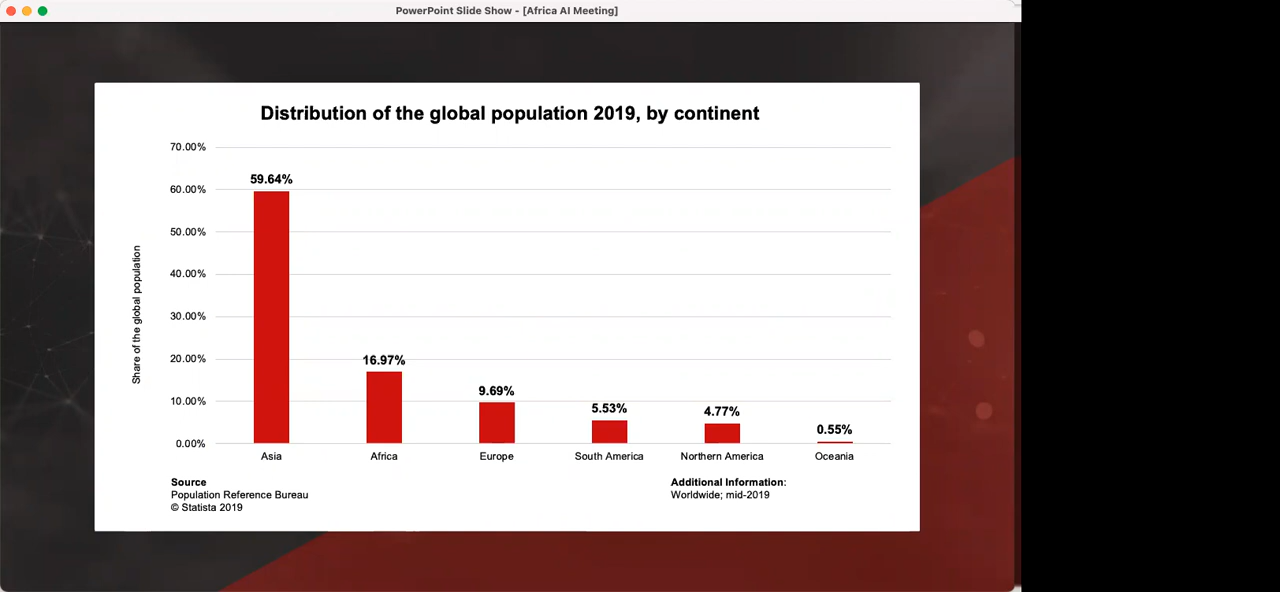 PowerPoint Slide Show - [Africa AI Meeting]
Distribution of the global population 2019, by continent
Share of the global population
70.00%
60.00%
50.00%
40.00%
30.00%
20.00%
10.00%
0.00%
59.64%
16.97%
9.69%
5.53%
4.77%
0.55%
Asia
Africa
Europe
South America
Northern America
Oceania
Source
Population Reference Bureau
© Statista 2019
Additional Information:
Worldwide; mid-2019